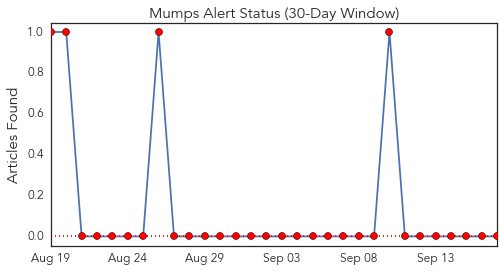 Mumps Alert Status (30-Day Window)
Articles Found
1.0
0.8
0.6
0.4
0.2
0.0
Aug 19 Aug 24 Aug 29 Sep 03 Sep 08 Sep 13